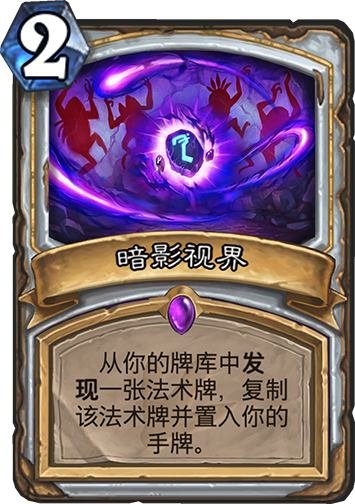 2
暗影视界
从你的牌库中发
现一张法术牌，复制
该法术牌并置入你的
手牌。